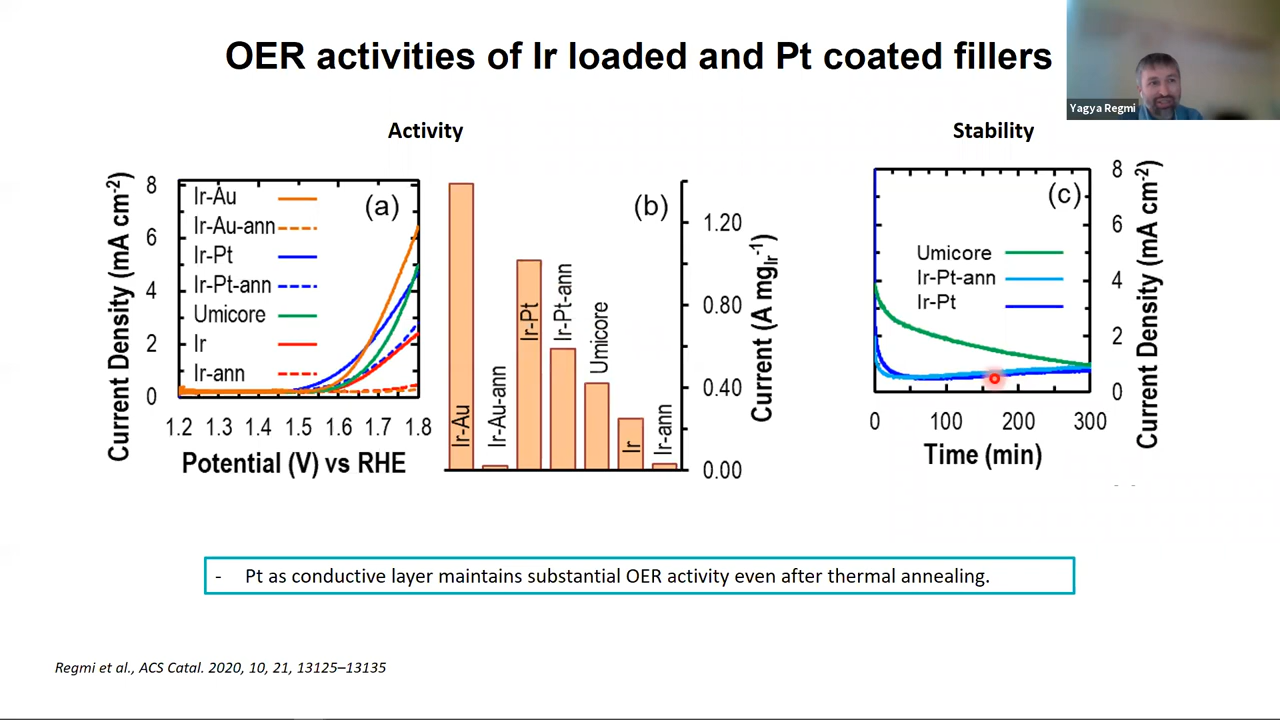 OER activities of Ir loaded and Pt coated fillers
Yagya Regmi
Activity
Stability
Current Density (mA cm-2)
8
6
4
2
0
Ir-Au
Ir-Au-ann
Ir-Pt
Ir-Pt-ann
Umicore
Ir
Ir-ann
(a)
1.2 1.3 1.4 1.5 1.6 1.7 1.8
Potential (V) vs RHE
Ir-Au
Ir-Au-ann
Ir-Pt
Ir-Pt-ann
Umicore
Ir
Ir-ann
(b)
1.20
0.80
0.40
0.00
Current (A mgIr-1)
(c)
Umicore
Ir-Pt-ann
Ir-Pt
8
6
4
2
0
Current Density (mA cm-2)
0 100 200 300
Time (min)
- Pt as conductive layer maintains substantial OER activity even after thermal annealing.
Regmi et al., ACS Catal. 2020, 10, 21, 13125–13135